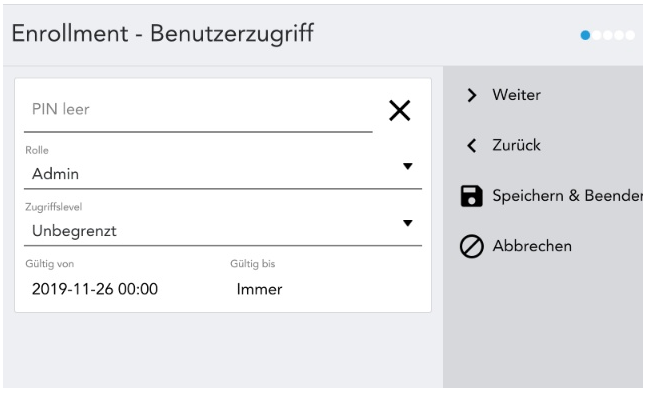 Enrollment - Benutzerzugriff
PIN leer
Rolle
Admin
Zugriffslevel
Unbegrenzt
Gültig von
Gültig bis
2019-11-26 00:00
Immer
Weiter
Zurück
Speichern & Beenden
Abbrechen